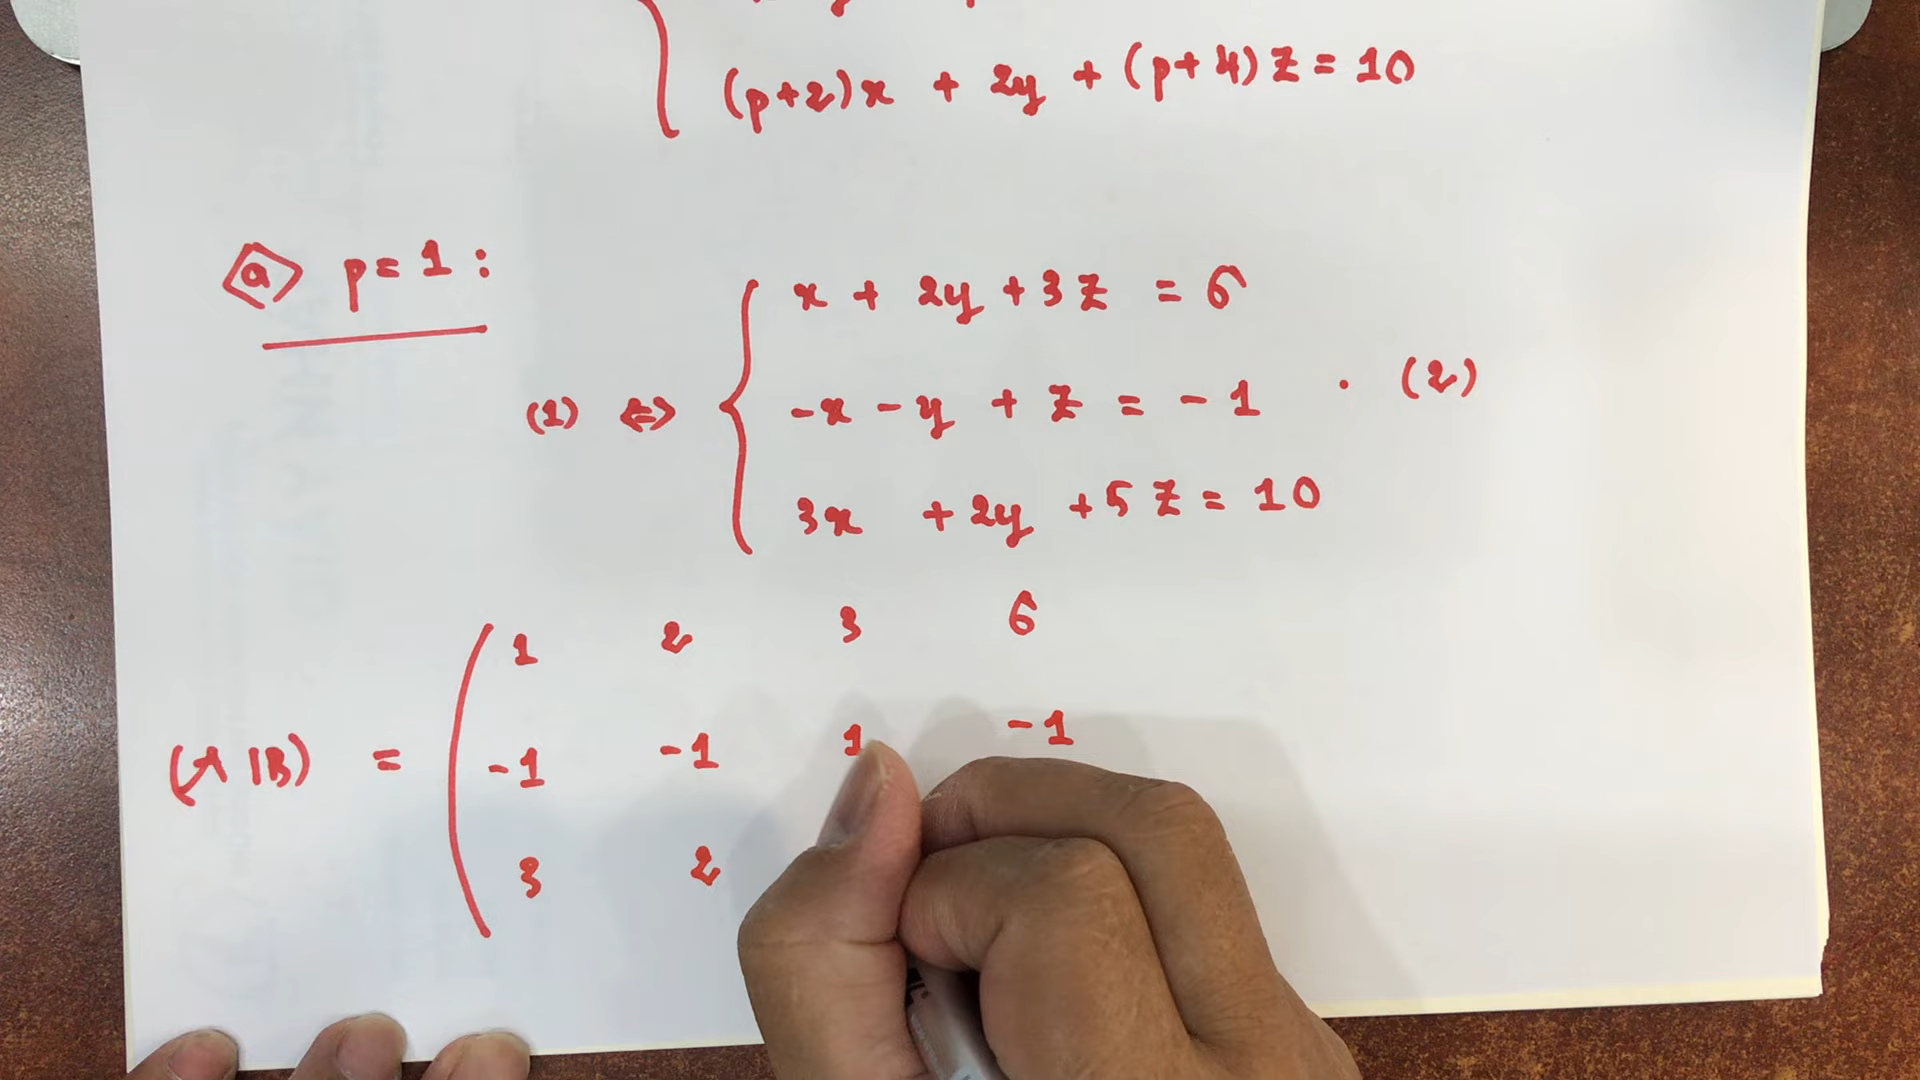 (p+2)x + 2y + (p+4)z = 10
a p = 1 :
x + 2y + 3z = 6
(1) ⇔ { -x - y + z = -1 . (2)
3x + 2y + 5z = 10
1 2 3 6
(A|B) = ( -1 -1 1 -1
3 2